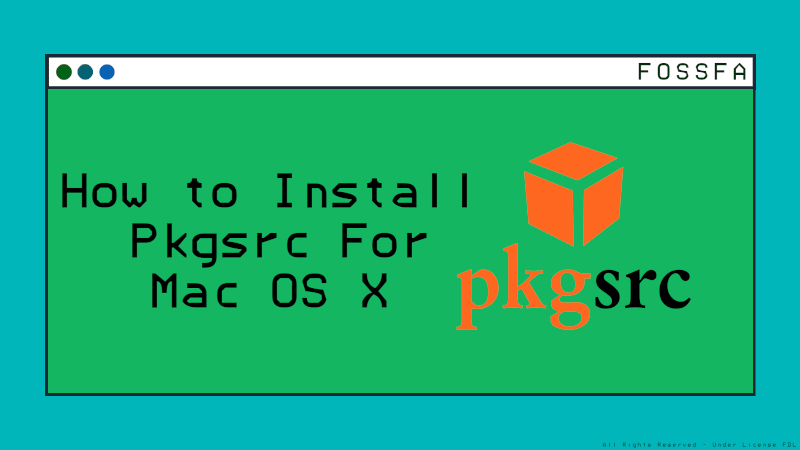 FOSSFA
How to Install
Pkgsrc For
Mac OS X
pkgsrc
All Rights Reserved - Under License FDL